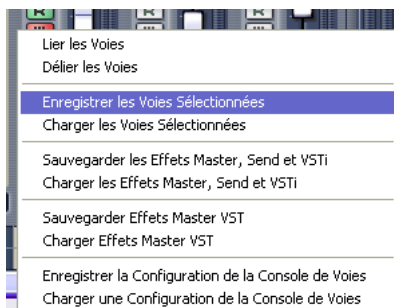 R
R
R
Lier les Voies
Délier les Voies
Enregistrer les Voies Sélectionnées
Charger les Voies Sélectionnées
Sauvegarder les Effets Master, Send et VSTi
Charger les Effets Master, Send et VSTi
Sauvegarder Effets Master VST
Charger Effets Master VST
Enregistrer la Configuration de la Console de Voies
Charger une Configuration de la Console de Voies